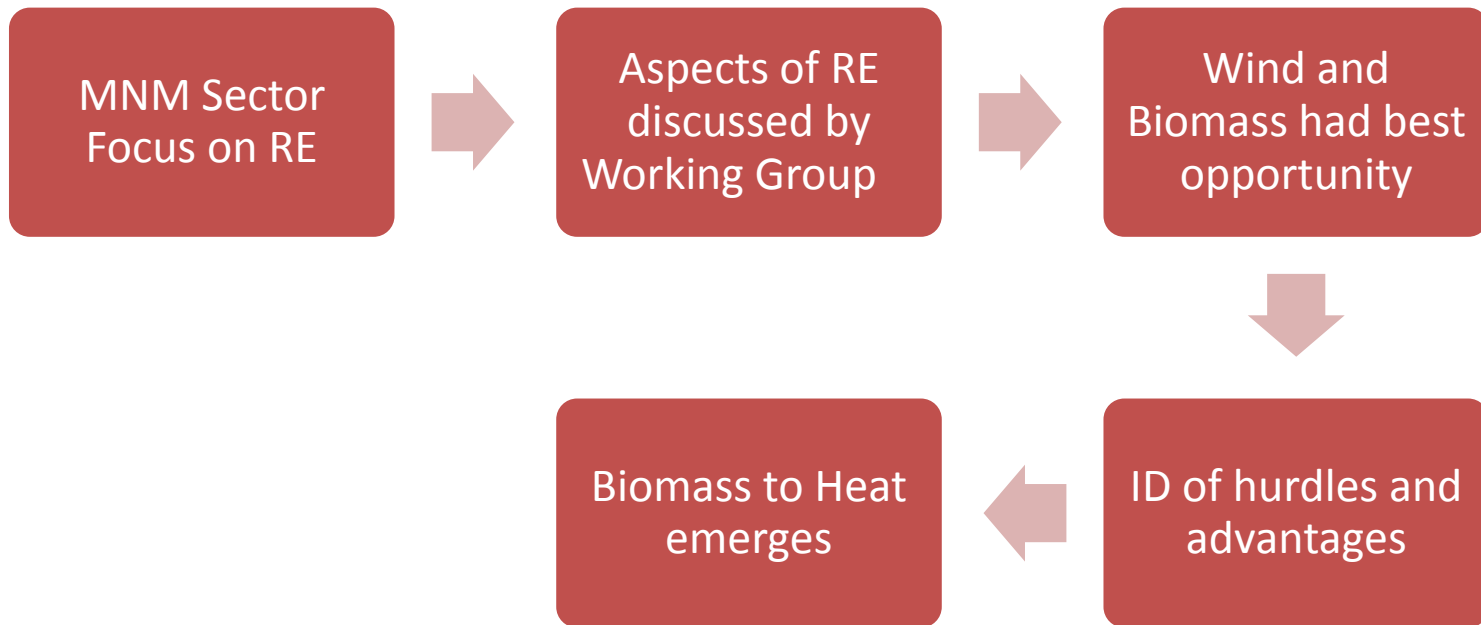 MNM Sector
Focus on RE
Aspects of RE
discussed by
Working Group
Wind and
Biomass had best
opportunity
ID of hurdles and
advantages
Biomass to Heat
emerges